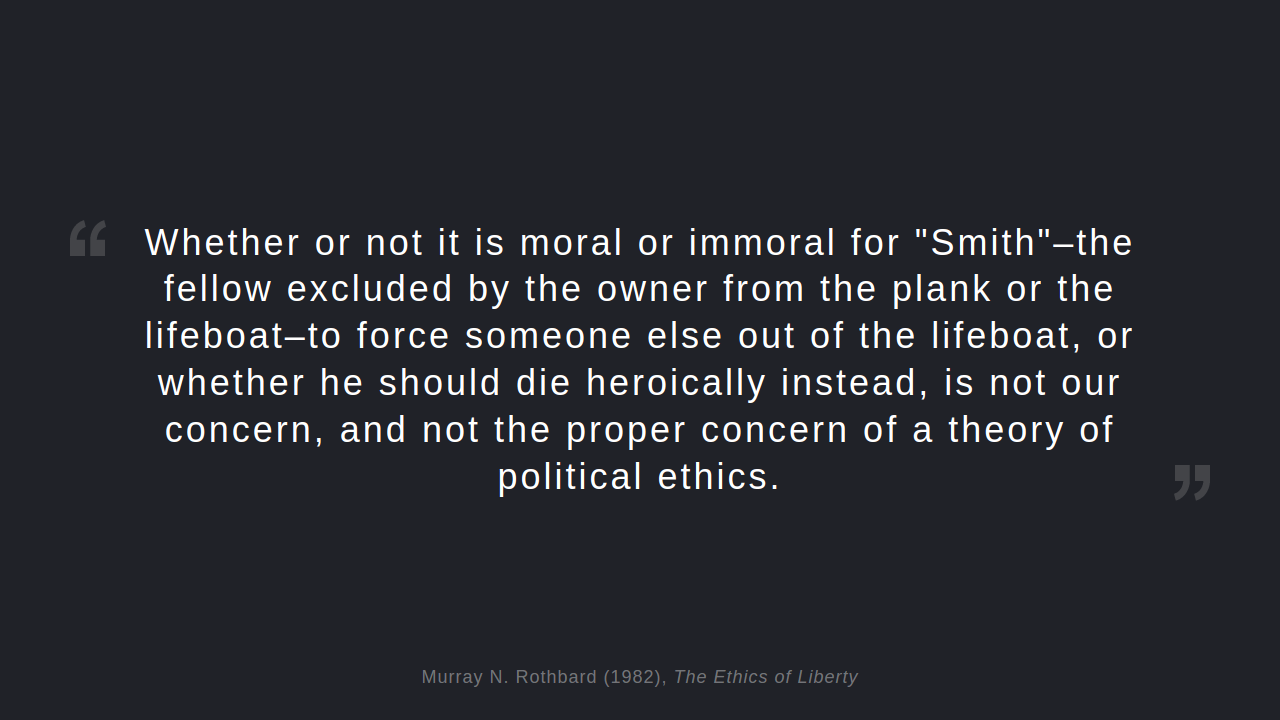 “
Whether or not it is moral or immoral for "Smith"–the
fellow excluded by the owner from the plank or the
lifeboat–to force someone else out of the lifeboat, or
whether he should die heroically instead, is not our
concern, and not the proper concern of a theory of
political ethics.
”
Murray N. Rothbard (1982), The Ethics of Liberty